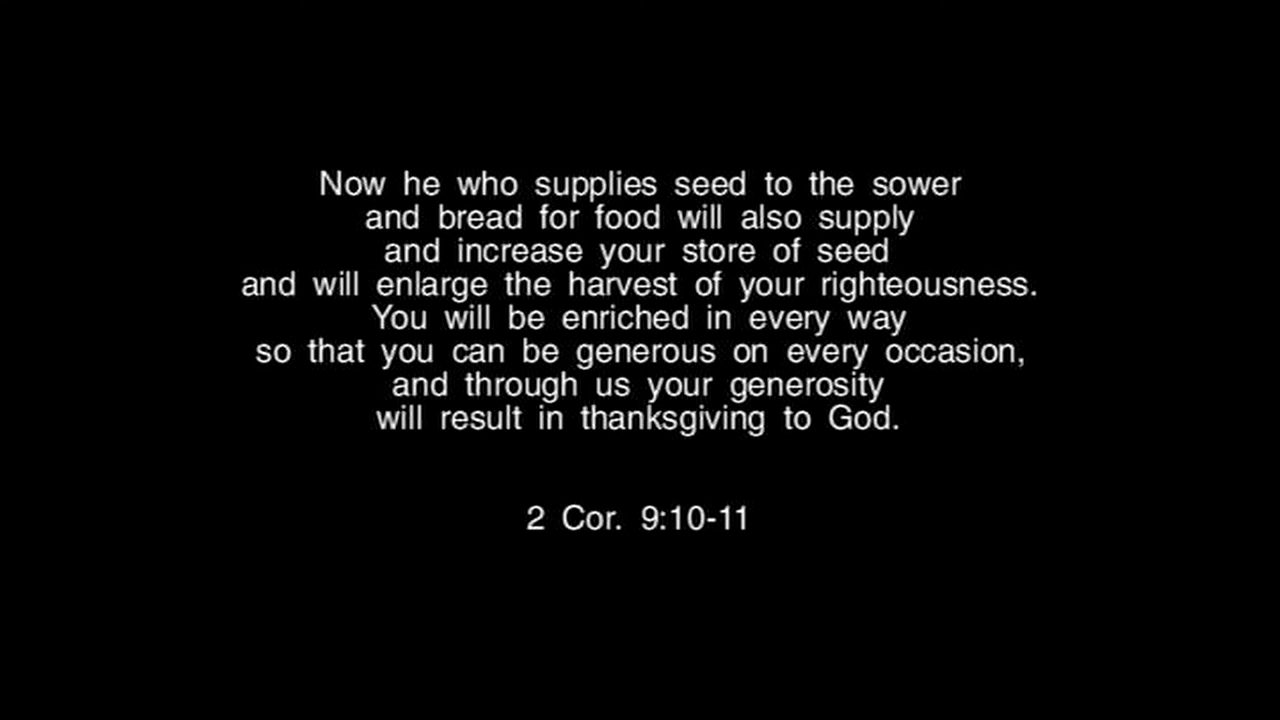 Now he who supplies seed to the sower
and bread for food will also supply
and increase your store of seed
and will enlarge the harvest of your righteousness.
You will be enriched in every way
so that you can be generous on every occasion,
and through us your generosity
will result in thanksgiving to God.
2 Cor. 9:10-11